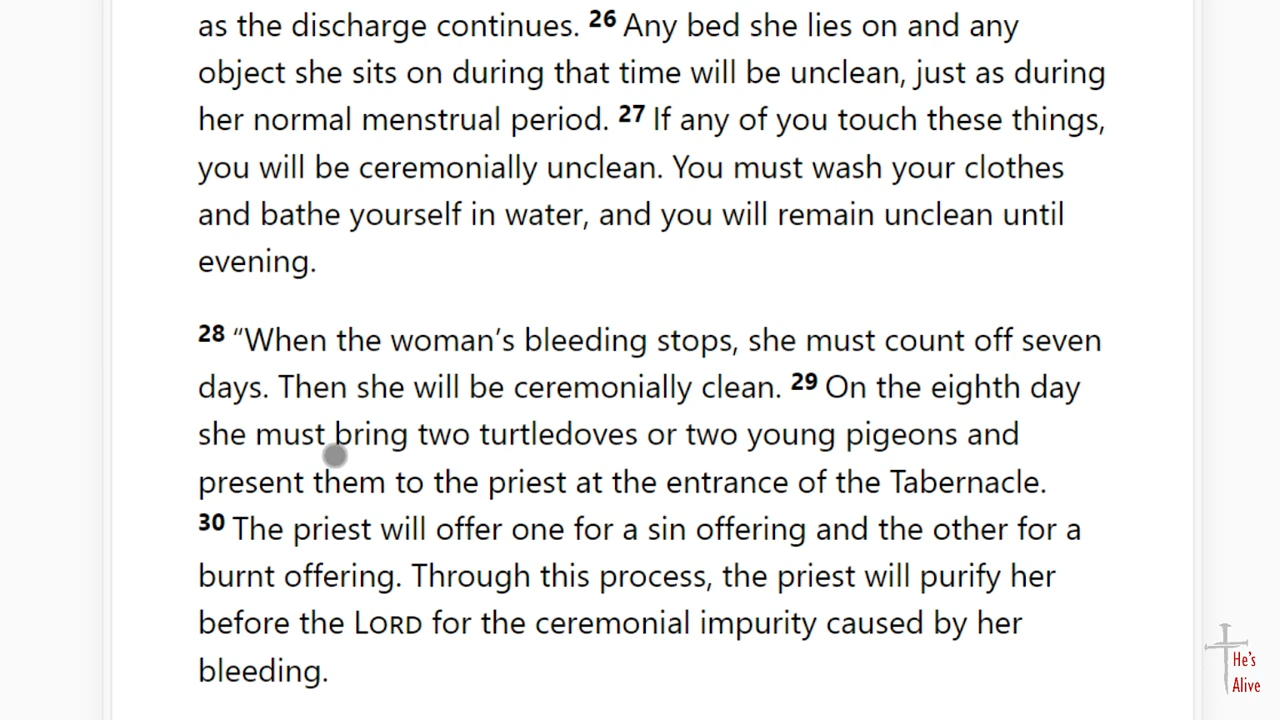 as the discharge continues. 26 Any bed she lies on and any
object she sits on during that time will be unclean, just as during
her normal menstrual period. 27 If any of you touch these things,
you will be ceremonially unclean. You must wash your clothes
and bathe yourself in water, and you will remain unclean until
evening.
28 “When the woman’s bleeding stops, she must count off seven
days. Then she will be ceremonially clean. 29 On the eighth day
she must bring two turtledoves or two young pigeons and
present them to the priest at the entrance of the Tabernacle.
30 The priest will offer one for a sin offering and the other for a
burnt offering. Through this process, the priest will purify her
before the LORD for the ceremonial impurity caused by her
bleeding.
He’s
Alive